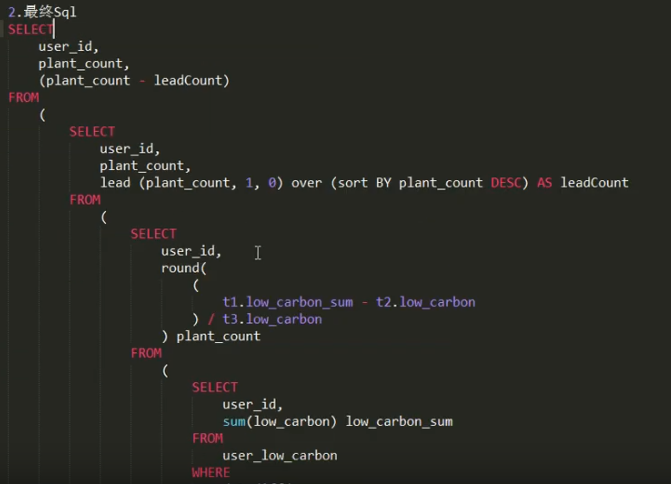 2.最终Sql
SELECT
user_id,
plant_count,
(plant_count - leadCount)
FROM
(
SELECT
user_id,
plant_count,
lead (plant_count, 1, 0) over (sort BY plant_count DESC) AS leadCount
FROM
(
SELECT
user_id,
round(
(
t1.low_carbon_sum - t2.low_carbon
) / t3.low_carbon
) plant_count
FROM
(
SELECT
user_id,
sum(low_carbon) low_carbon_sum
FROM
user_low_carbon
WHERE